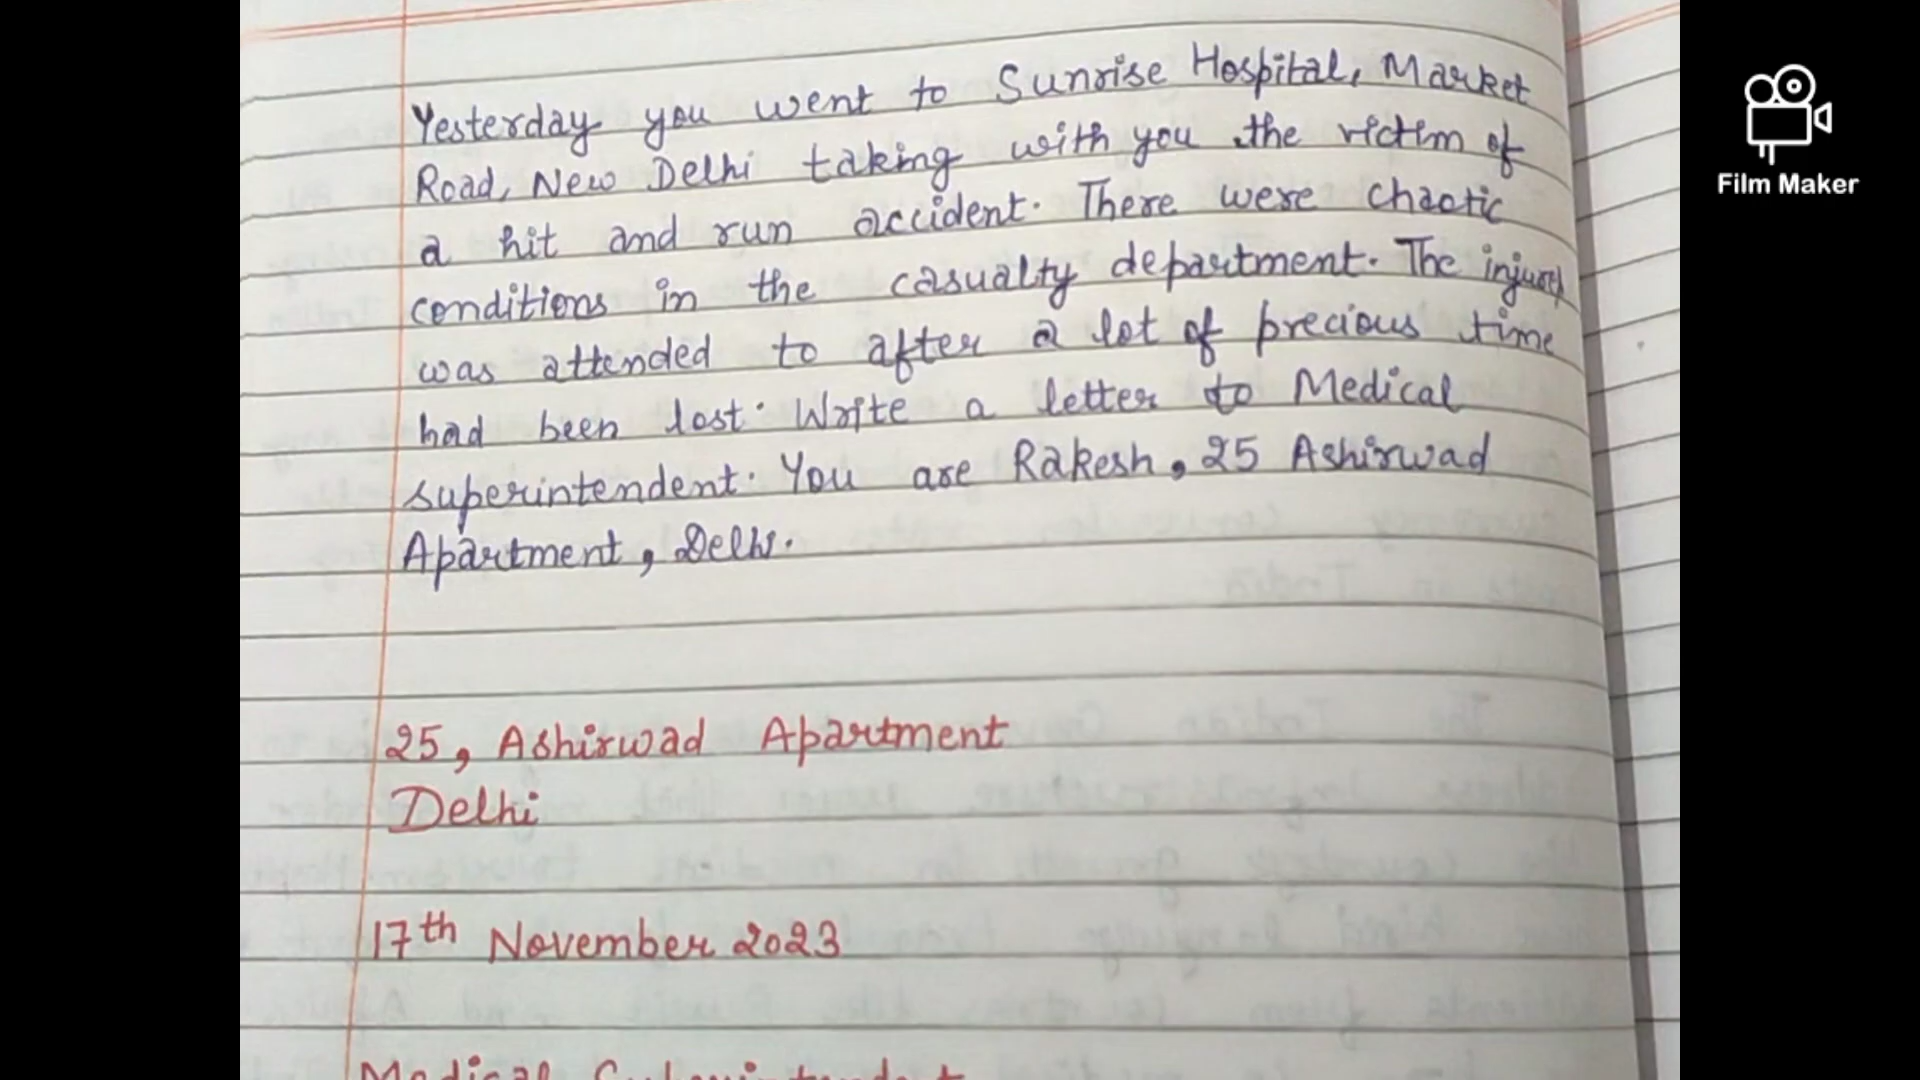 Yesterday you went to Sunrise Hospital, Market
Road, New Delhi taking with you the victim of
a hit and run accident. There were chaotic
conditions in the casualty department. The injured
was attended to after a lot of precious time
had been lost. Write a letter to Medical
superintendent. You are Rakesh, 25 Ashirwad
Apartment, Delhi.
25, Ashirwad Apartment
Delhi
17th November 2023
Medical Superintendent
Film Maker